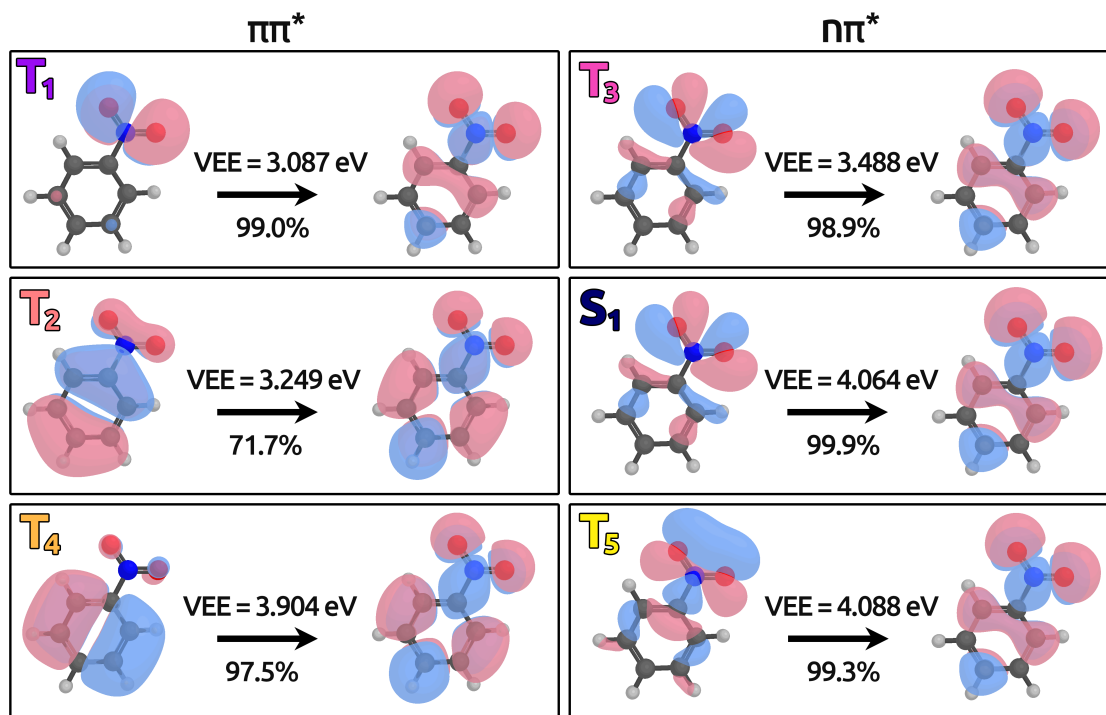 ππ*
nπ*
T1
VEE = 3.087 eV
99.0%
T3
VEE = 3.488 eV
98.9%
T2
VEE = 3.249 eV
71.7%
S1
VEE = 4.064 eV
99.9%
T4
VEE = 3.904 eV
97.5%
T5
VEE = 4.088 eV
99.3%